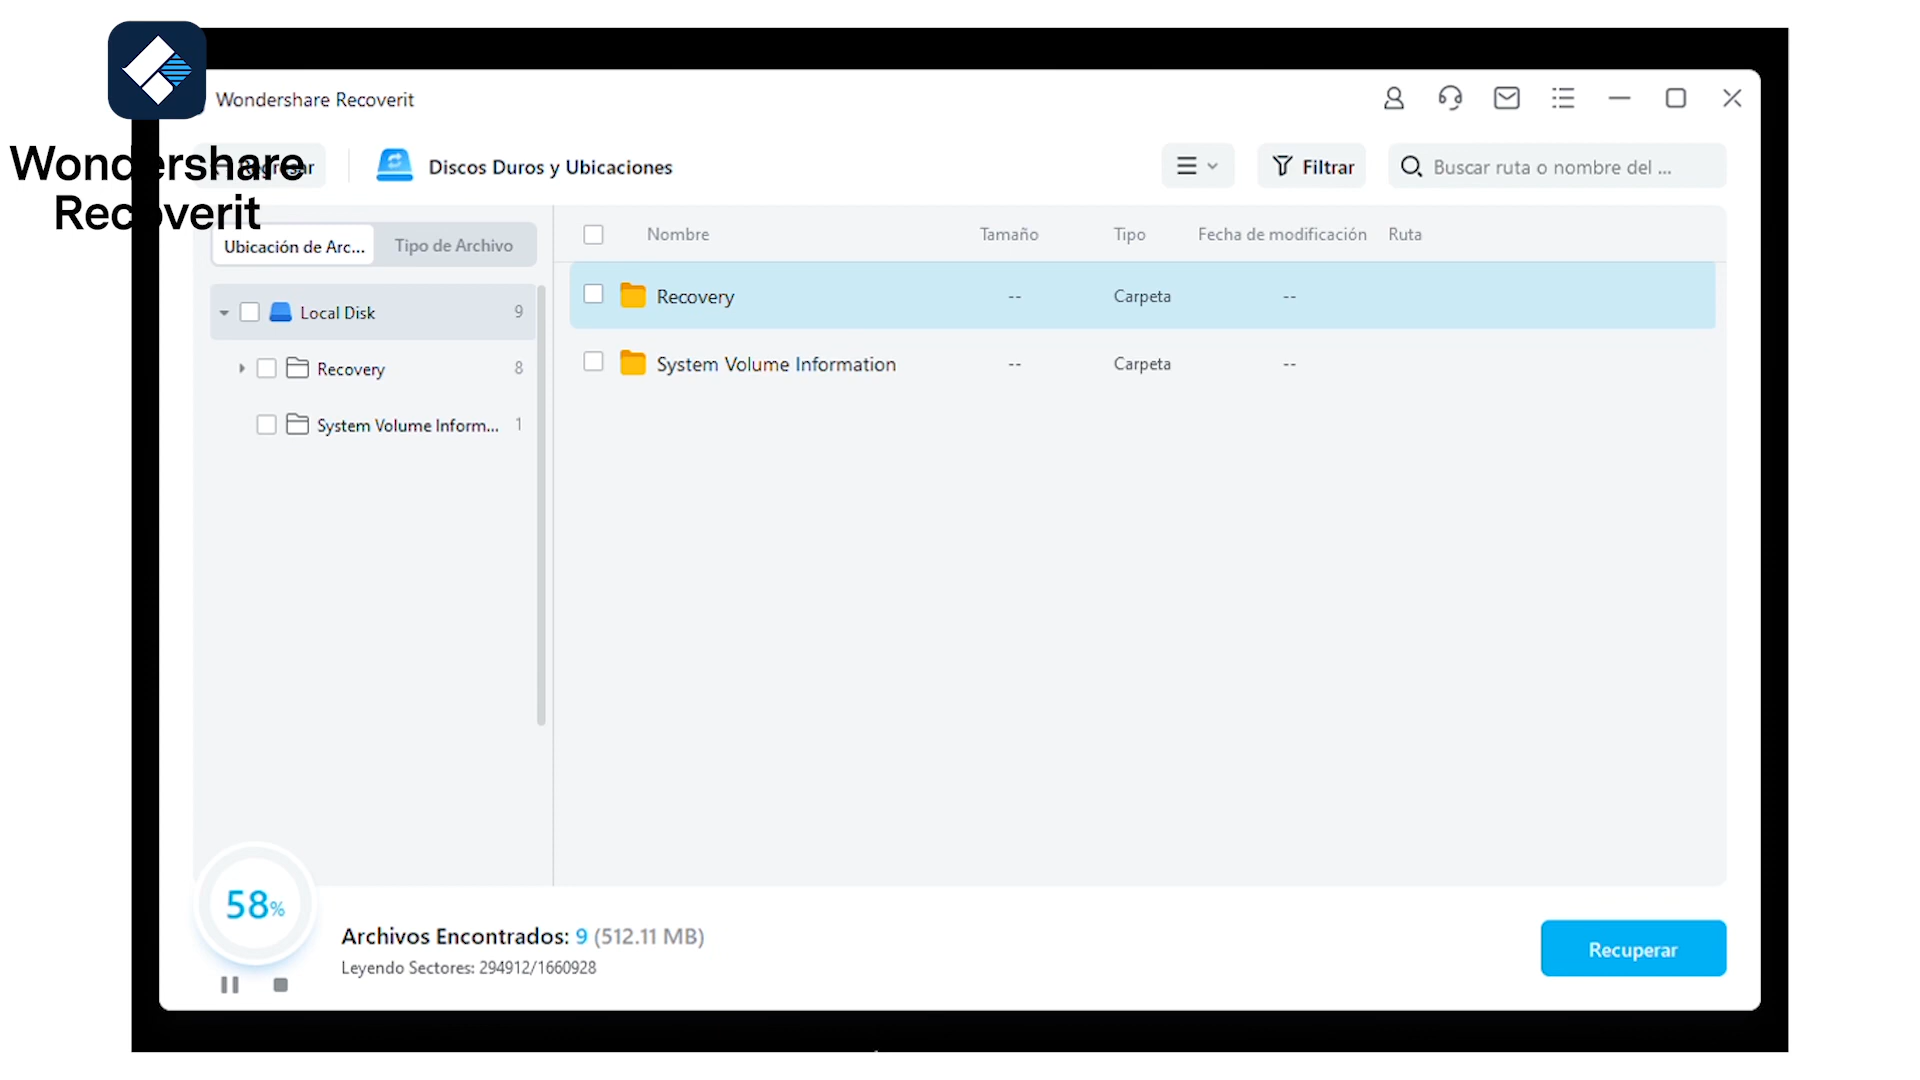 Wondershare Recoverit
Wondershare
Recoverit
Regresar
Discos Duros y Ubicaciones
Filtrar
Buscar ruta o nombre del ...
Ubicación de Arc...
Tipo de Archivo
Nombre
Tamaño
Tipo
Fecha de modificación
Ruta
Local Disk
9
Recovery
8
System Volume Inform...
1
Recovery
--
Carpeta
--
System Volume Information
--
Carpeta
--
58%
Archivos Encontrados: 9 (512.11 MB)
Leyendo Sectores: 294912/1660928
Recuperar